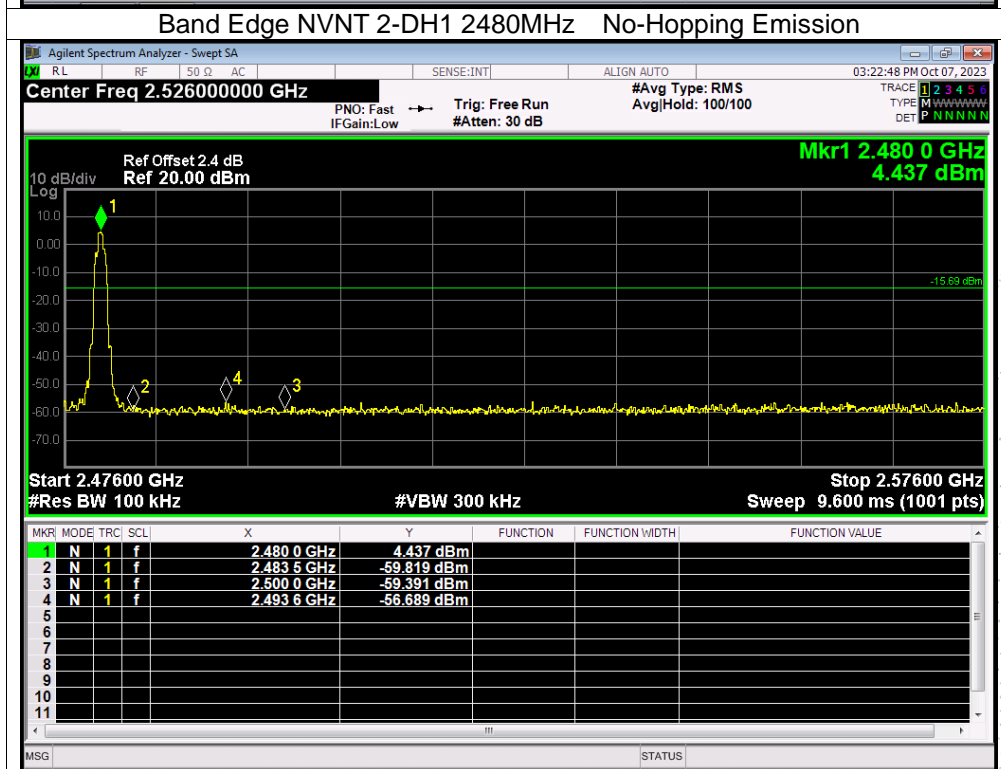 Band Edge NVNT 2-DH1 2480MHz No-Hopping Emission
Agilent Spectrum Analyzer - Swept SA
LXI RL RF 50 Ω AC SENSE:INT ALIGN AUTO 03:22:48 PM Oct 07, 2023
Center Freq 2.526000000 GHz #Avg Type: RMS TRACE 1 2 3 4 5 6
PNO: Fast Trig: Free Run Avg|Hold: 100/100 TYPE M WWWWW
IFGain:Low #Atten: 30 dB DET P N N N N N
Mkr1 2.480 0 GHz
4.437 dBm
Ref Offset 2.4 dB
10 dB/div Ref 20.00 dBm
Log
1
10.0
0.00
-10.0
-15.69 dBm
-20.0
-30.0
-40.0
-50.0
2 4 3
-60.0
-70.0
Start 2.47600 GHz Stop 2.57600 GHz
#Res BW 100 kHz #VBW 300 kHz Sweep 9.600 ms (1001 pts)
MKR MODE TRC SCL X Y FUNCTION FUNCTION WIDTH FUNCTION VALUE
1 N 1 f 2.480 0 GHz 4.437 dBm
2 N 1 f 2.483 5 GHz -59.819 dBm
3 N 1 f 2.500 0 GHz -59.391 dBm
4 N 1 f 2.493 6 GHz -56.689 dBm
5
6
7
8
9
10
11
MSG STATUS